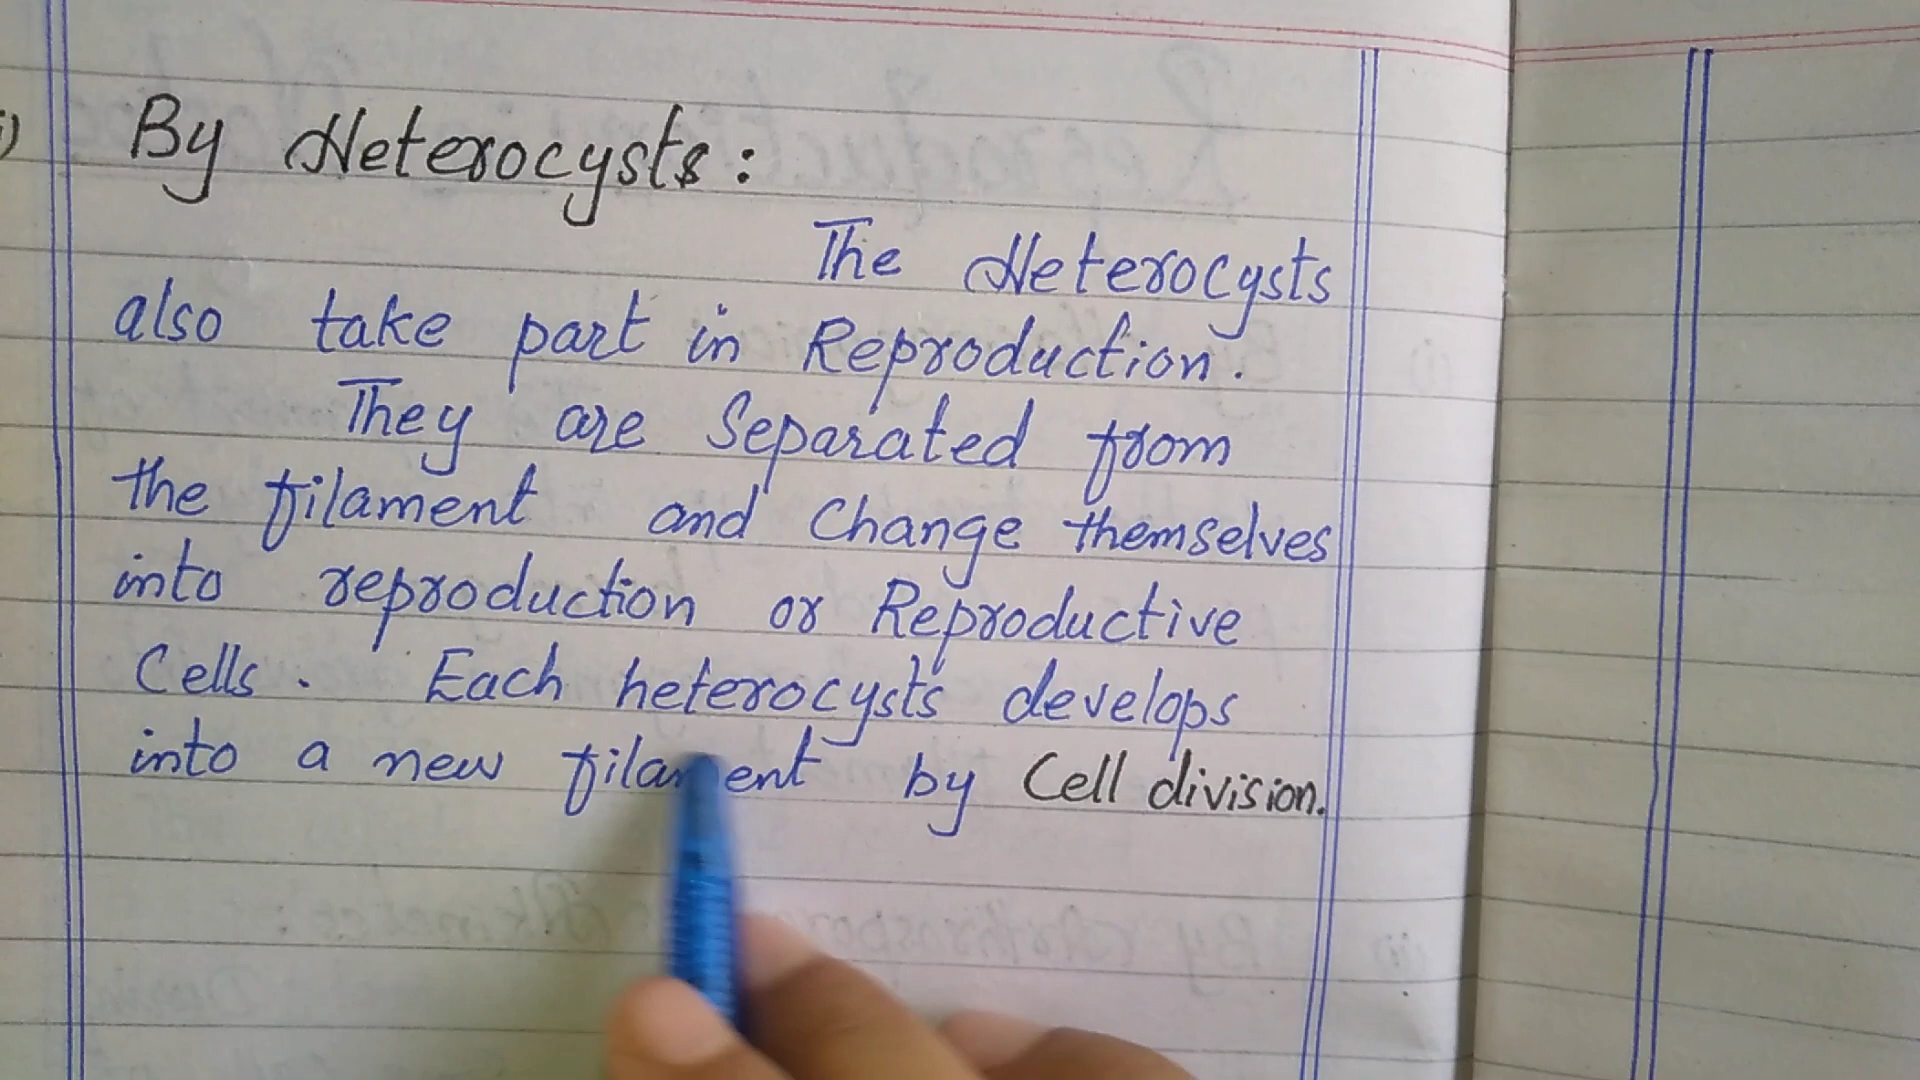 By Heterocysts:
The Heterocysts
also take part in Reproduction.
They are Separated from
the filament and Change themselves
into reproduction or Reproductive
Cells. Each heterocysts develops
into a new filament by Cell division.